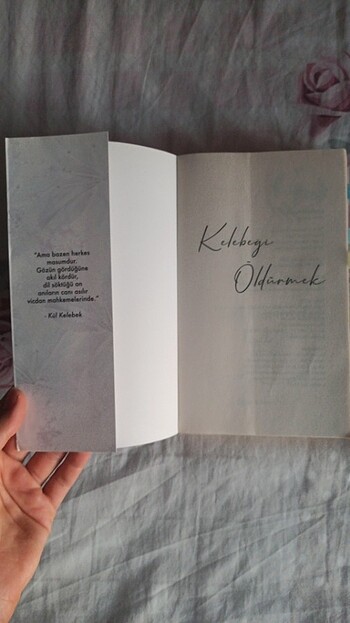 "Ama bazen herkes
masumdur.
Gözün gördüğüne
akıl kördür,
dil söktüğü an
anıların canı asılır
vicdan mahkemelerinde."
- Kül Kelebek
Kelebeği
Öldürmek